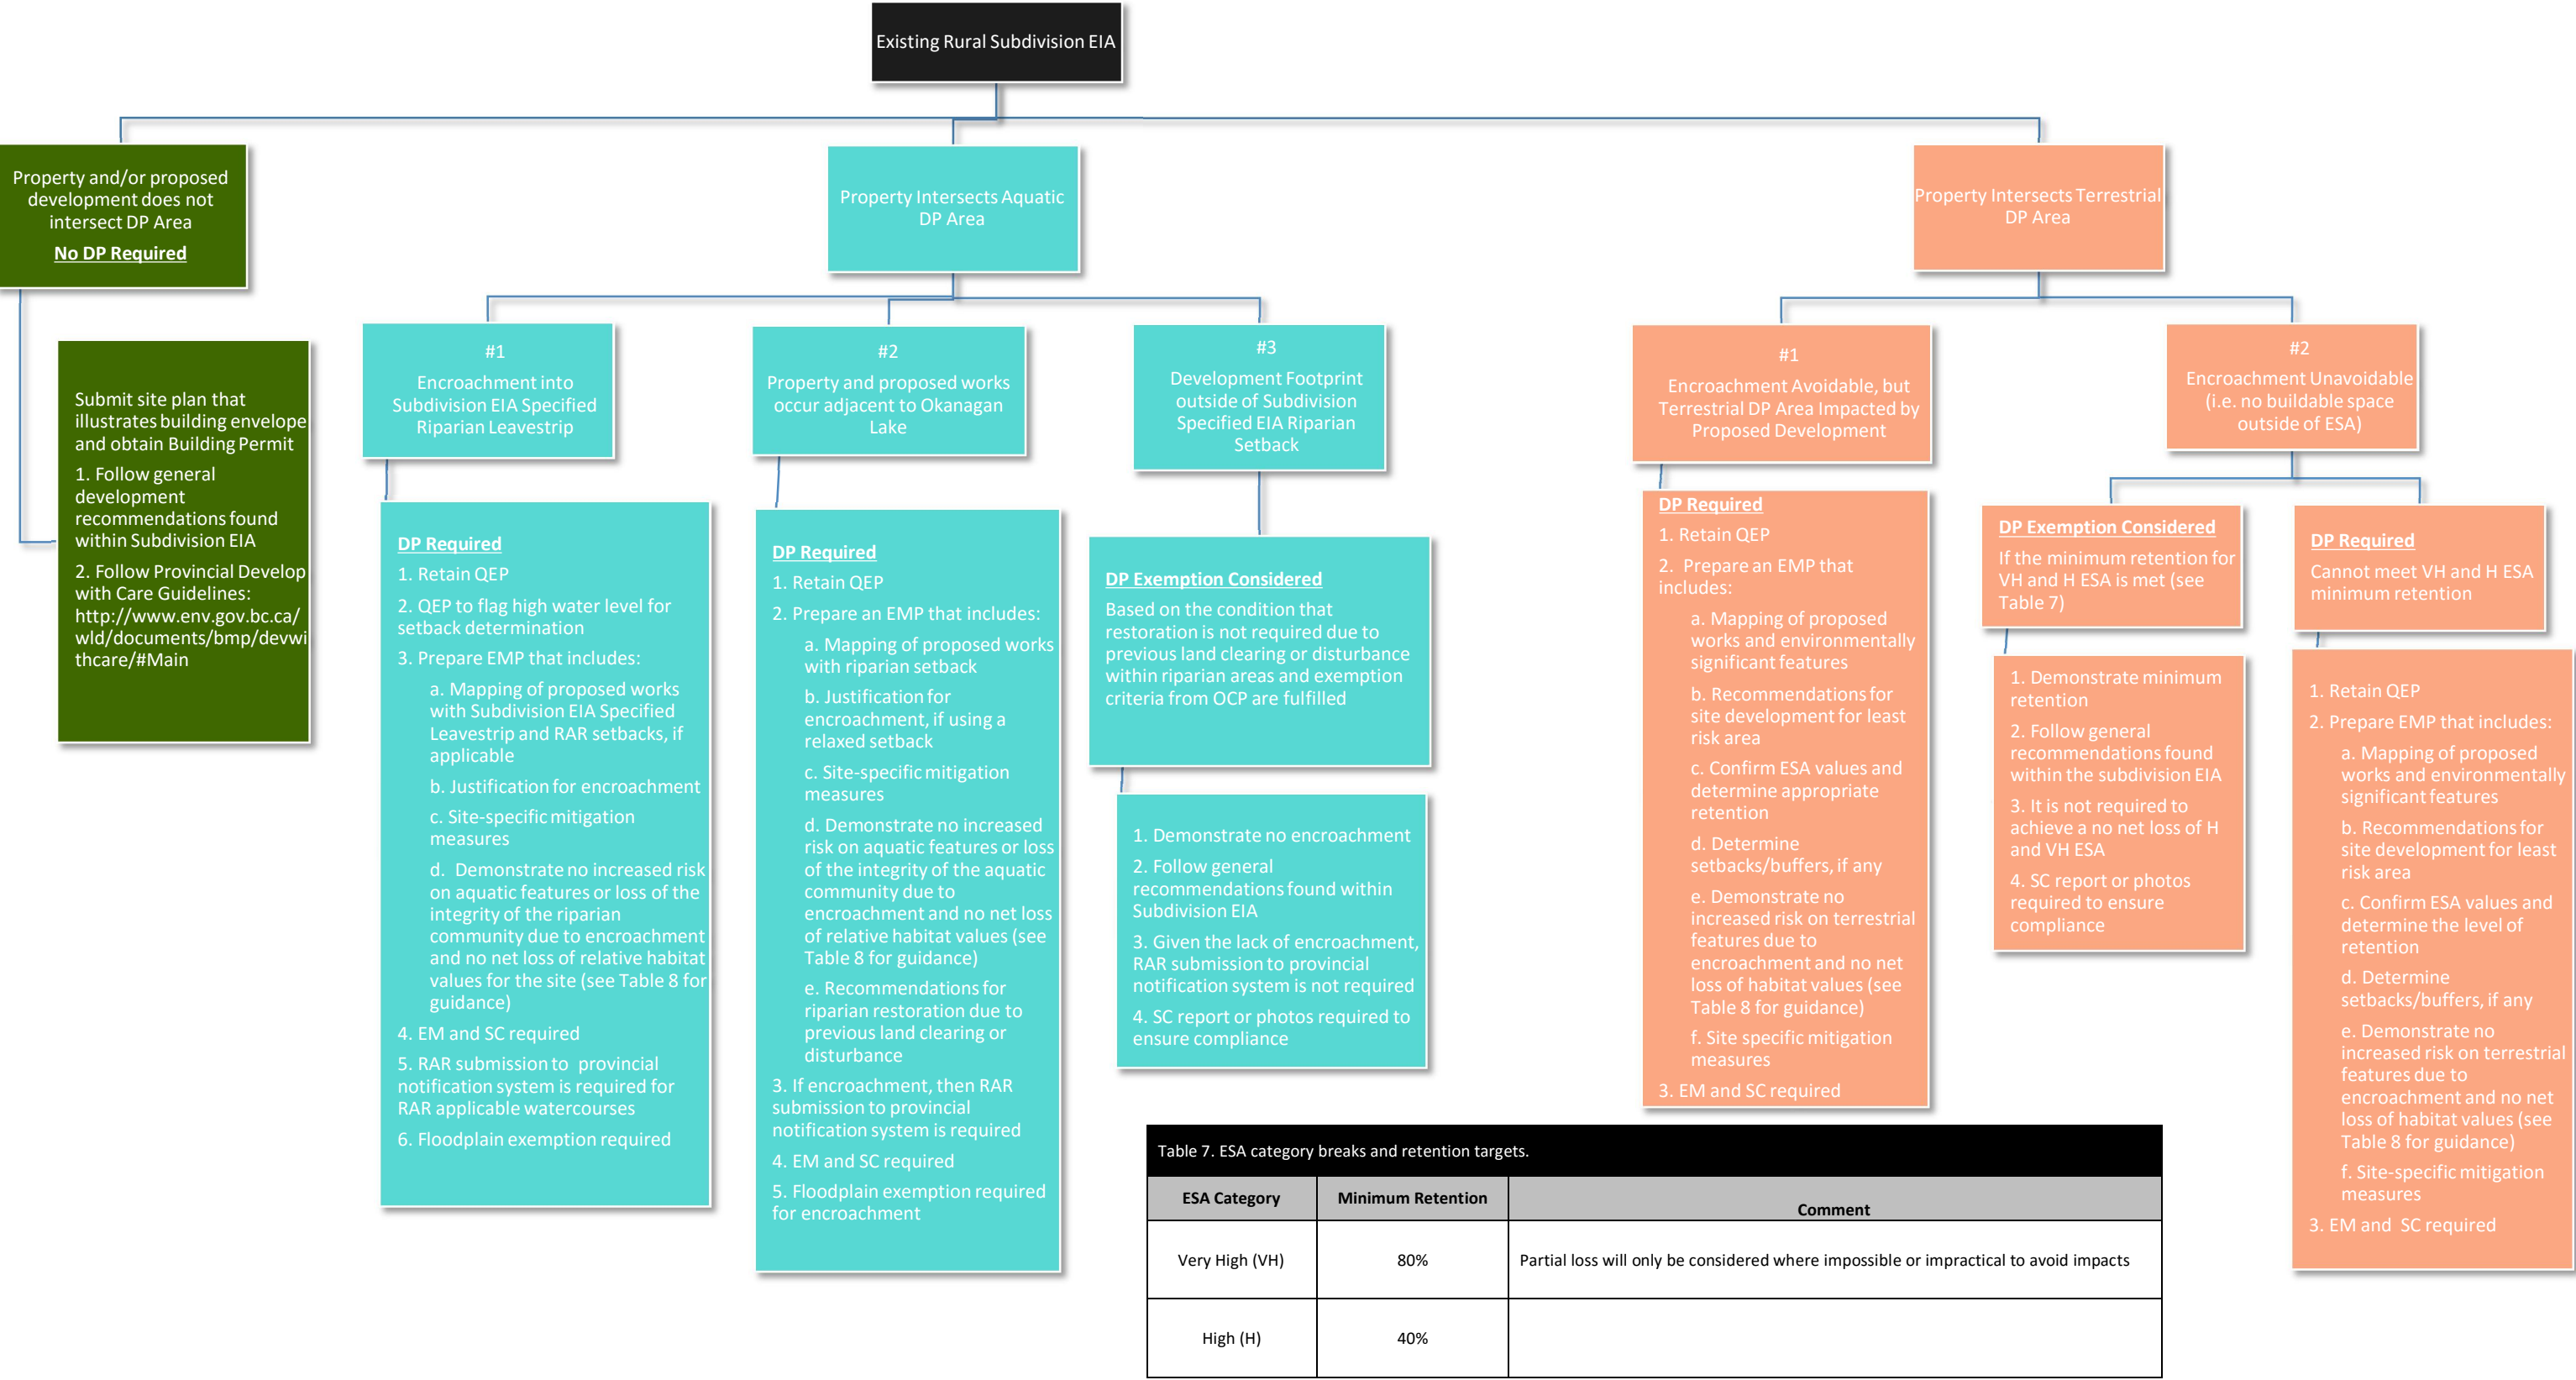 Existing Rural Subdivision EIA
Property and/or proposed
development does not
intersect DP Area
No DP Required
Submit site plan that
illustrates building envelope
and obtain Building Permit
1. Follow general
development
recommendations found
within Subdivision EIA
2. Follow Provincial Develop
with Care Guidelines:
http://www.env.gov.bc.ca/
wld/documents/bmp/devwi
thcare/#Main
Property Intersects Aquatic
DP Area
#1
Encroachment into
Subdivision EIA Specified
Riparian Leavestrip
DP Required
1. Retain QEP
2. QEP to flag high water level for
setback determination
3. Prepare EMP that includes:
a. Mapping of proposed works
with Subdivision EIA Specified
Leavestrip and RAR setbacks, if
applicable
b. Justification for encroachment
c. Site-specific mitigation
measures
d. Demonstrate no increased risk
on aquatic features or loss of the
integrity of the riparian
community due to encroachment
and no net loss of relative habitat
values for the site (see Table 8 for
guidance)
4. EM and SC required
5. RAR submission to provincial
notification system is required for
RAR applicable watercourses
6. Floodplain exemption required
#2
Property and proposed works
occur adjacent to Okanagan
Lake
DP Required
1. Retain QEP
2. Prepare an EMP that includes:
a. Mapping of proposed works
with riparian setback
b. Justification for
encroachment, if using a
relaxed setback
c. Site-specific mitigation
measures
d. Demonstrate no increased
risk on aquatic features or loss
of the integrity of the aquatic
community due to
encroachment and no net loss
of relative habitat values (see
Table 8 for guidance)
e. Recommendations for
riparian restoration due to
previous land clearing or
disturbance
3. If encroachment, then RAR
submission to provincial
notification system is required
4. EM and SC required
5. Floodplain exemption required
for encroachment
#3
Development Footprint
outside of Subdivision
Specified EIA Riparian
Setback
DP Exemption Considered
Based on the condition that
restoration is not required due to
previous land clearing or disturbance
within riparian areas and exemption
criteria from OCP are fulfilled
1. Demonstrate no encroachment
2. Follow general
recommendations found within
Subdivision EIA
3. Given the lack of encroachment,
RAR submission to provincial
notification system is not required
4. SC report or photos required to
ensure compliance
Property Intersects Terrestrial
DP Area
#1
Encroachment Avoidable, but
Terrestrial DP Area Impacted by
Proposed Development
DP Required
1. Retain QEP
2. Prepare an EMP that
includes:
a. Mapping of proposed
works and environmentally
significant features
b. Recommendations for
site development for least
risk area
c. Confirm ESA values and
determine appropriate
retention
d. Determine
setbacks/buffers, if any
e. Demonstrate no
increased risk on terrestrial
features due to
encroachment and no net
loss of habitat values (see
Table 8 for guidance)
f. Site specific mitigation
measures
3. EM and SC required
#2
Encroachment Unavoidable
(i.e. no buildable space
outside of ESA)
DP Exemption Considered
If the minimum retention for
VH and H ESA is met (see
Table 7)
1. Demonstrate minimum
retention
2. Follow general
recommendations found
within the subdivision EIA
3. It is not required to
achieve a no net loss of H
and VH ESA
4. SC report or photos
required to ensure
compliance
DP Required
Cannot meet VH and H ESA
minimum retention
1. Retain QEP
2. Prepare EMP that includes:
a. Mapping of proposed
works and environmentally
significant features
b. Recommendations for
site development for least
risk area
c. Confirm ESA values and
determine the level of
retention
d. Determine
setbacks/buffers, if any
e. Demonstrate no
increased risk on terrestrial
features due to
encroachment and no net
loss of habitat values (see
Table 8 for guidance)
f. Site-specific mitigation
measures
3. EM and SC required
Table 7. ESA category breaks and retention targets.
ESA Category Minimum Retention Comment
Very High (VH) 80% Partial loss will only be considered where impossible or impractical to avoid impacts
High (H) 40%